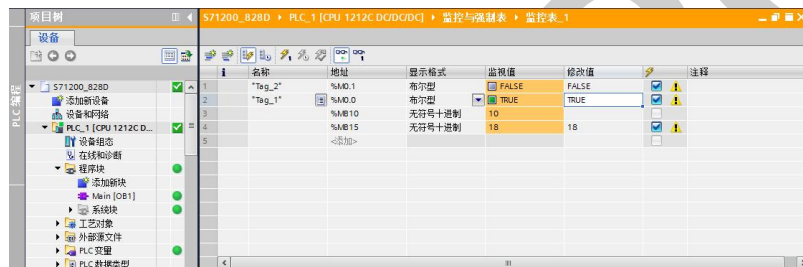 项目树
S71200_828D ▸ PLC_1 [CPU 1212C DC/DC/DC] ▸ 监控与强制表 ▸ 监控表_1
设备
PLC 编程
S71200_828D
添加新设备
设备和网络
PLC_1 [CPU 1212C D...
设备组态
在线和诊断
程序块
添加新块
Main [OB1]
系统块
工艺对象
外部源文件
PLC 变量
PLC 数据类型
i 名称 地址 显示格式 监视值 修改值 注释
1 "Tag_2" %M0.1 布尔型 FALSE FALSE
2 "Tag_1" %M0.0 布尔型 TRUE TRUE
3 %MB10 无符号十进制 10
4 %MB15 无符号十进制 18 18
5 <添加>